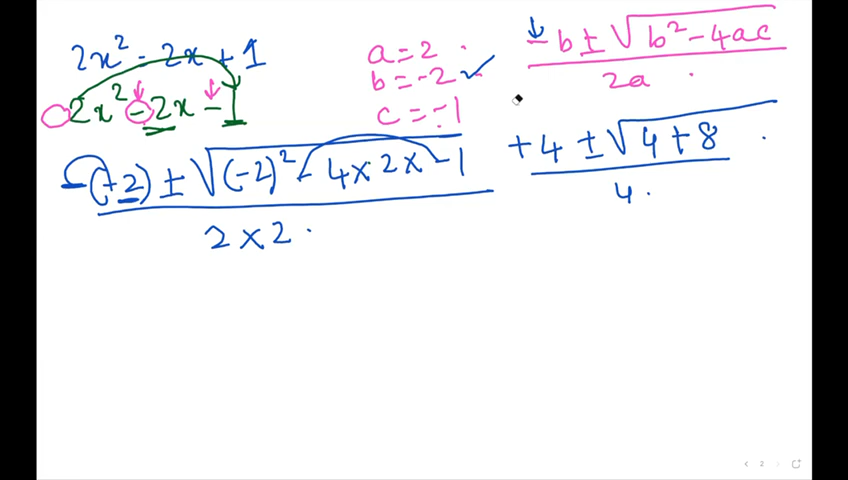 2x² - 2x + 1
2x² - 2x - 1
a = 2
b = -2 ✓
c = -1
-b ± √(b² - 4ac)
2a
-(+2) ± √((-2)² - 4×2×-1)
2 × 2
+4 ± √(4 + 8)
4
2